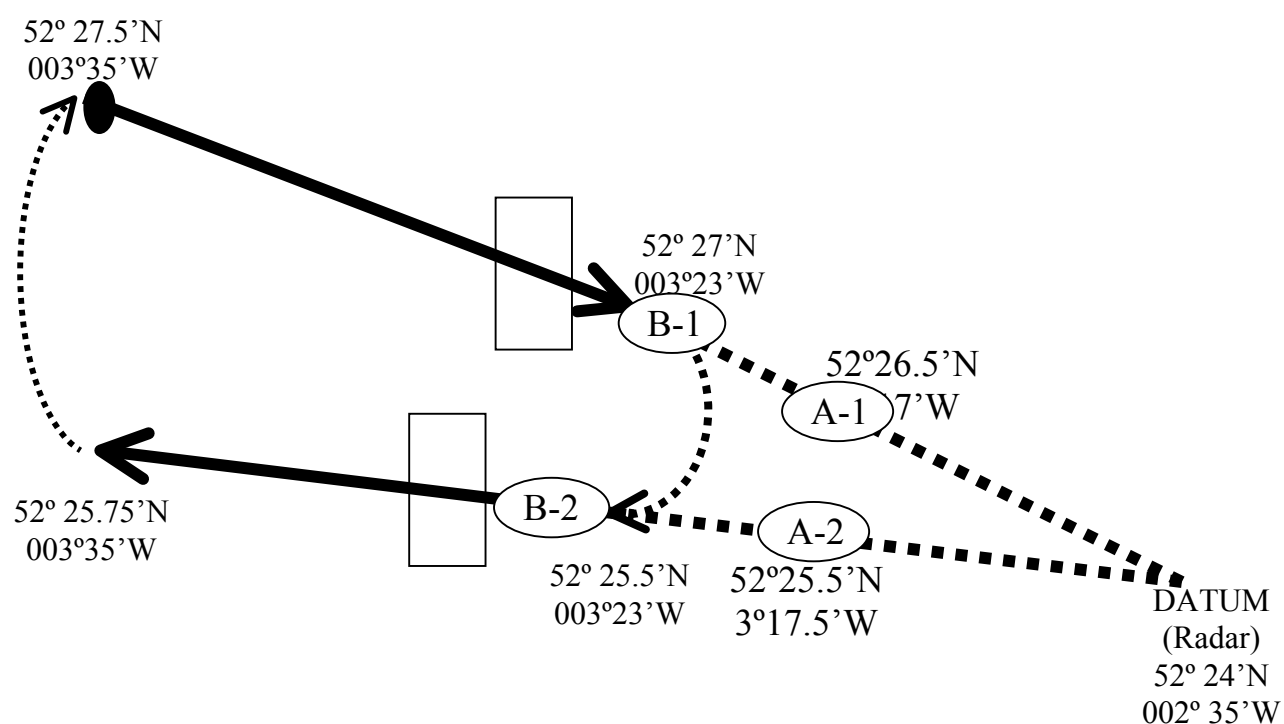 52º 27.5’N
003º35’W
52º 27’N
003º23’W
B-1
52º26.5’N
7’W
A-1
B-2
A-2
52º 25.75’N
003º35’W
52º 25.5’N
003º23’W
52º25.5’N
3º17.5’W
DATUM
(Radar)
52º 24’N
002º 35’W